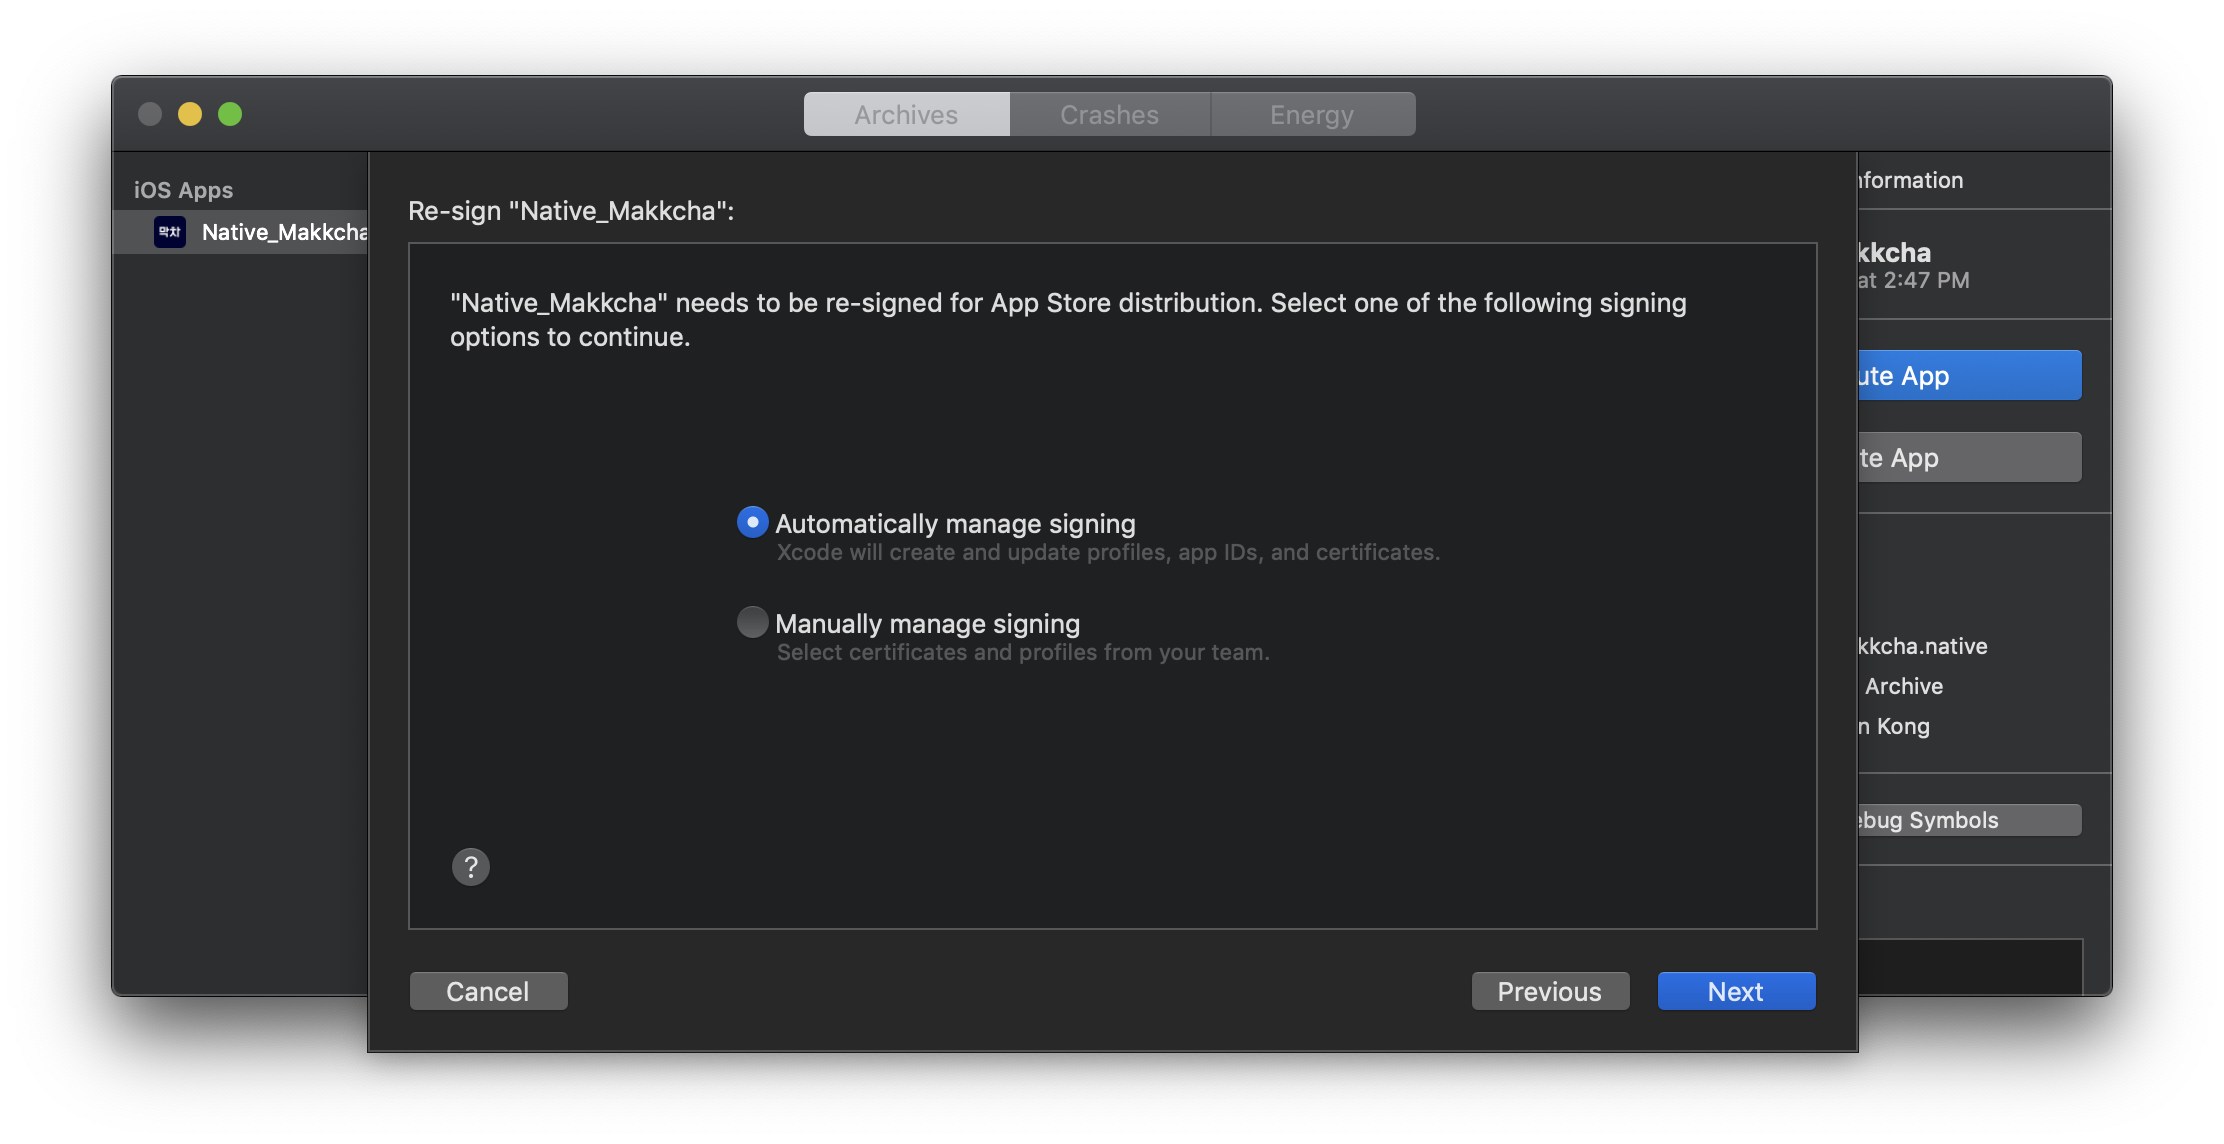 Archives
Crashes
Energy
iOS Apps
막차
Native_Makkcha
Re-sign "Native_Makkcha":
"Native_Makkcha" needs to be re-signed for App Store distribution. Select one of the following signing
options to continue.
Automatically manage signing
Xcode will create and update profiles, app IDs, and certificates.
Manually manage signing
Select certificates and profiles from your team.
?
Cancel
Previous
Next
nformation
kkcha
at 2:47 PM
ute App
te App
kkcha.native
Archive
n Kong
ebug Symbols